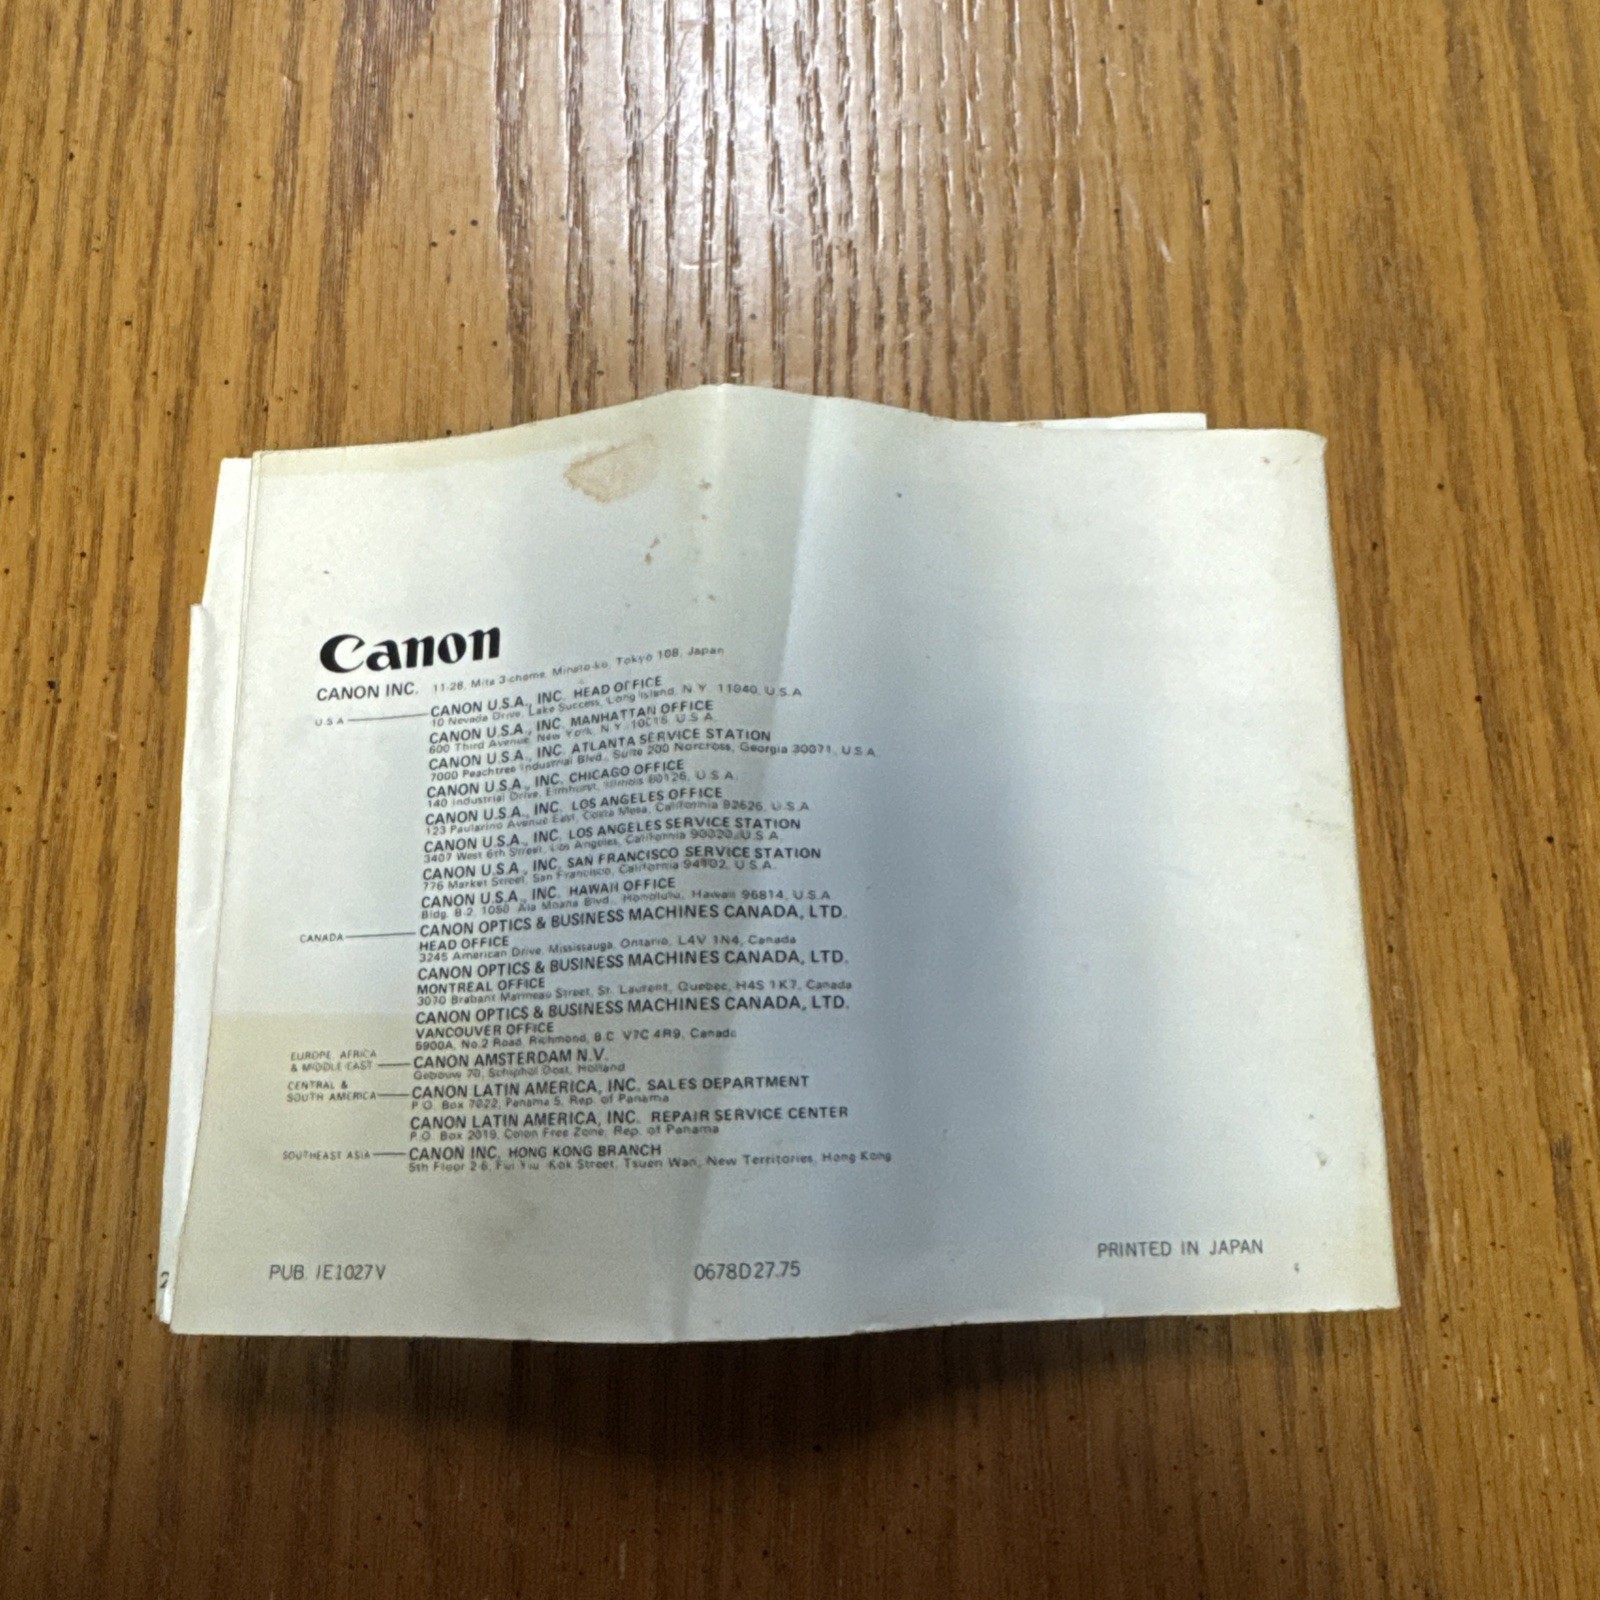 Canon
CANON INC. 11-28, Mita 3-chome, Minato-ku, Tokyo 108, Japan
U.S.A. CANON U.S.A., INC. HEAD OFFICE
10 Nevada Drive, Lake Success, Long Island, N.Y. 11040, U.S.A.
CANON U.S.A., INC. MANHATTAN OFFICE
600 Third Avenue, New York, N.Y. 10016, U.S.A.
CANON U.S.A., INC. ATLANTA SERVICE STATION
7000 Peachtree Industrial Blvd., Suite 200 Norcross, Georgia 30071, U.S.A.
CANON U.S.A., INC. CHICAGO OFFICE
140 Industrial Drive, Elmhurst, Illinois 60126, U.S.A.
CANON U.S.A., INC. LOS ANGELES OFFICE
123 Paularino Avenue East, Costa Mesa, California 92626, U.S.A.
CANON U.S.A., INC. LOS ANGELES SERVICE STATION
3407 West 6th Street, Los Angeles, California 90020, U.S.A.
CANON U.S.A., INC. SAN FRANCISCO SERVICE STATION
776 Market Street, San Francisco, California 94102, U.S.A.
CANON U.S.A., INC. HAWAII OFFICE
Bldg. B-2, 1050 Ala Moana Blvd., Honolulu, Hawaii 96814, U.S.A.
CANADA CANON OPTICS & BUSINESS MACHINES CANADA, LTD.
HEAD OFFICE
3245 American Drive, Mississauga, Ontario, L4V 1N4, Canada
CANON OPTICS & BUSINESS MACHINES CANADA, LTD.
MONTREAL OFFICE
3070 Brabant Marineau Street, St. Laurent, Quebec, H4S 1K7, Canada
CANON OPTICS & BUSINESS MACHINES CANADA, LTD.
VANCOUVER OFFICE
5900A, No.2 Road, Richmond, B.C. V7C 4R9, Canada
EUROPE, AFRICA
& MIDDLE EAST CANON AMSTERDAM N.V.
Gebouw 70, Schiphol Oost, Holland
CENTRAL &
SOUTH AMERICA CANON LATIN AMERICA, INC. SALES DEPARTMENT
P.O. Box 7022, Panama 5, Rep. of Panama
CANON LATIN AMERICA, INC. REPAIR SERVICE CENTER
P.O. Box 2019, Colon Free Zone, Rep. of Panama
SOUTHEAST ASIA CANON INC. HONG KONG BRANCH
5th Floor 2-6, Fui Yiu Kok Street, Tsuen Wan, New Territories, Hong Kong
PUB. IE1027V 0678D27.75 PRINTED IN JAPAN